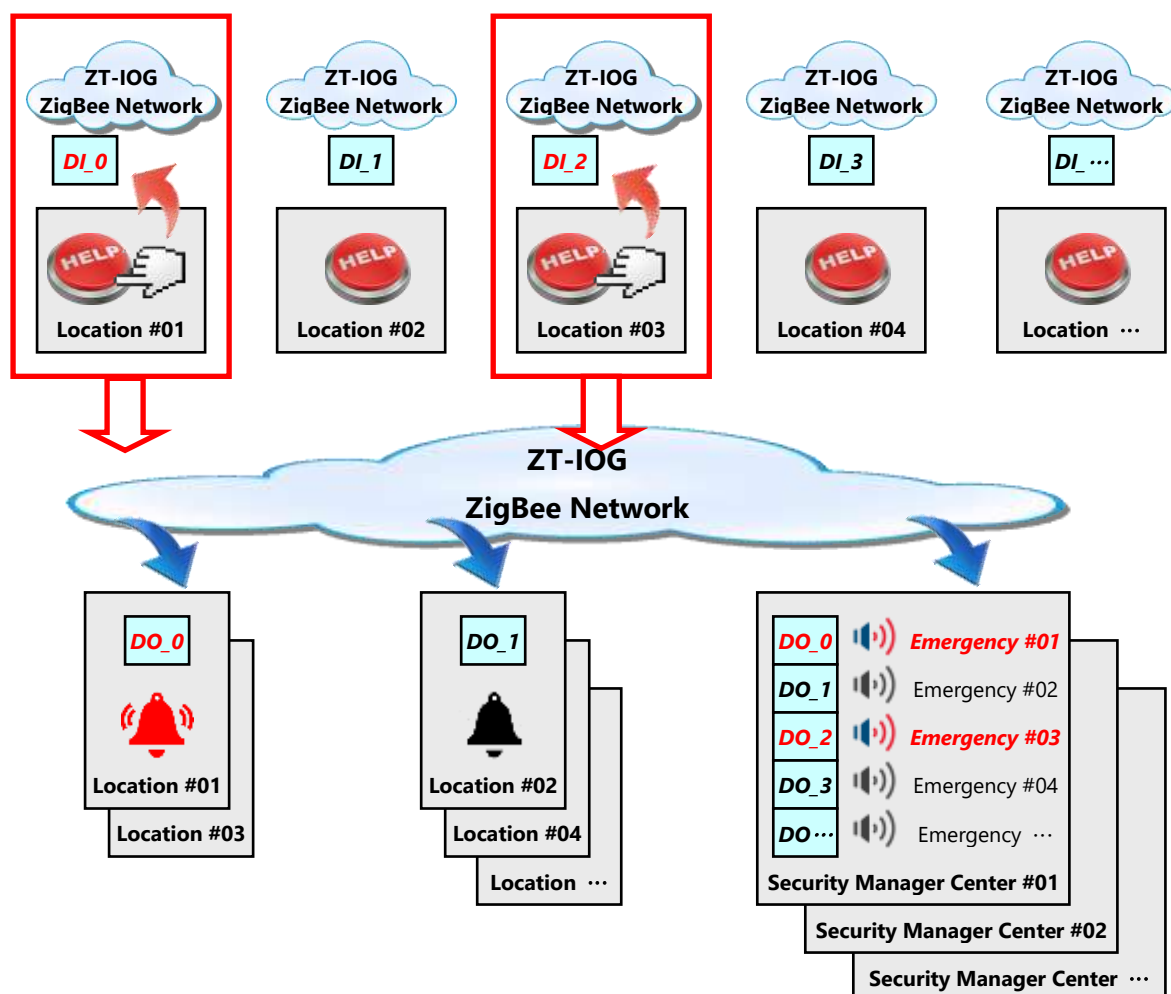 ZT-IOG
ZigBee Network
DI_0
HELP
Location #01
ZT-IOG
ZigBee Network
DI_1
HELP
Location #02
ZT-IOG
ZigBee Network
DI_2
HELP
Location #03
ZT-IOG
ZigBee Network
DI_3
HELP
Location #04
ZT-IOG
ZigBee Network
DI_⋯
HELP
Location ⋯
ZT-IOG
ZigBee Network
DO_0
Location #01
Location #03
DO_1
Location #02
Location #04
Location ⋯
DO_0 Emergency #01
DO_1 Emergency #02
DO_2 Emergency #03
DO_3 Emergency #04
DO⋯ Emergency ⋯
Security Manager Center #01
Security Manager Center #02
Security Manager Center ⋯